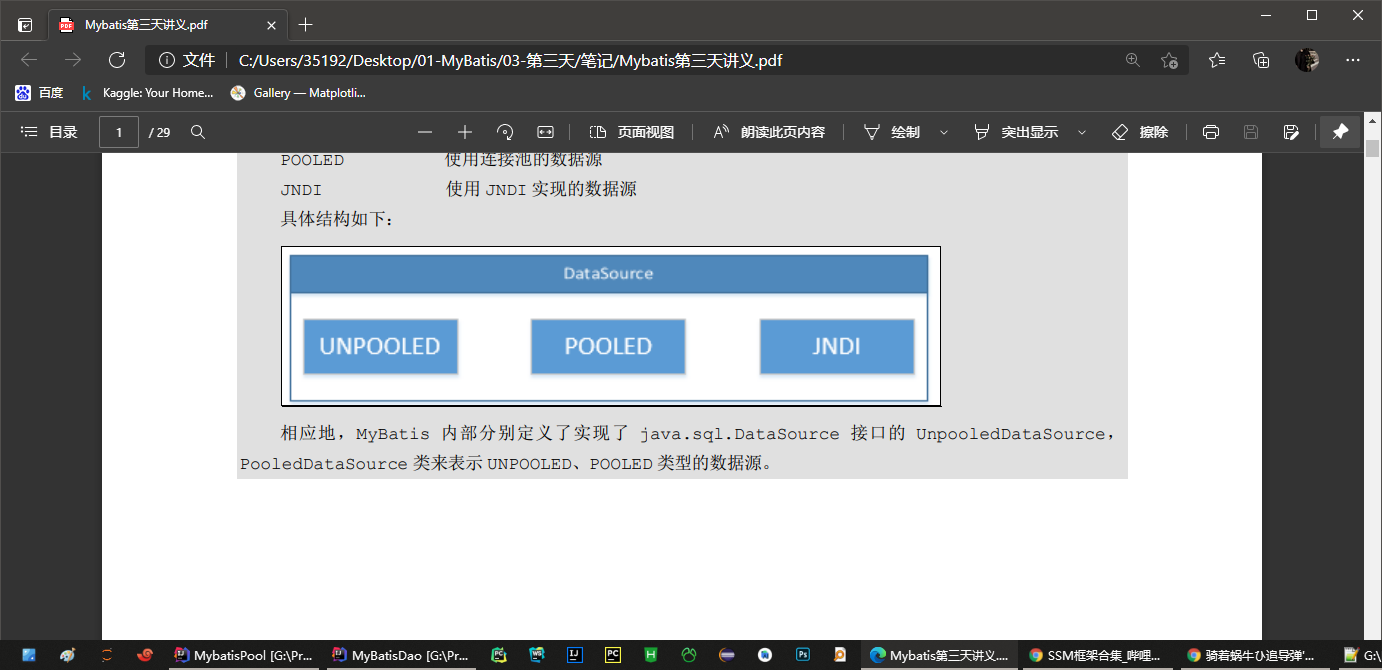 Mybatis第三天讲义.pdf
文件 C:/Users/35192/Desktop/01-MyBatis/03-第三天/笔记/Mybatis第三天讲义.pdf
百度 Kaggle: Your Home... Gallery — Matplotli...
目录 1 / 29 页面视图 朗读此页内容 绘制 突出显示 擦除
POOLED 使用连接池的数据源
JNDI 使用 JNDI 实现的数据源
具体结构如下：
DataSource
UNPOOLED POOLED JNDI
相应地，MyBatis 内部分别定义了实现了 java.sql.DataSource 接口的 UnpooledDataSource，
PooledDataSource 类来表示 UNPOOLED、POOLED 类型的数据源。
MybatisPool [G:\Pr... MyBatisDao [G:\Pr... Mybatis第三天讲义.... SSM框架合集_哔哩... 骑着蜗牛ひ追导弹'... G:\